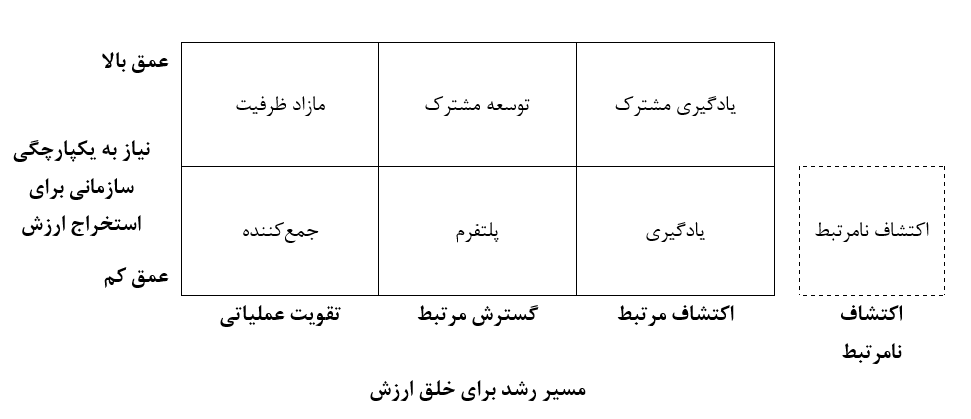 عمق بالا
مازاد ظرفیت
توسعه مشترک
یادگیری مشترک
نیاز به یکپارچگی
سازمانی برای
استخراج ارزش
جمع‌کننده
پلتفرم
یادگیری
اکتشاف نامرتبط
عمق کم
تقویت عملیاتی
گسترش مرتبط
اکتشاف مرتبط
اکتشاف
نامرتبط
مسیر رشد برای خلق ارزش